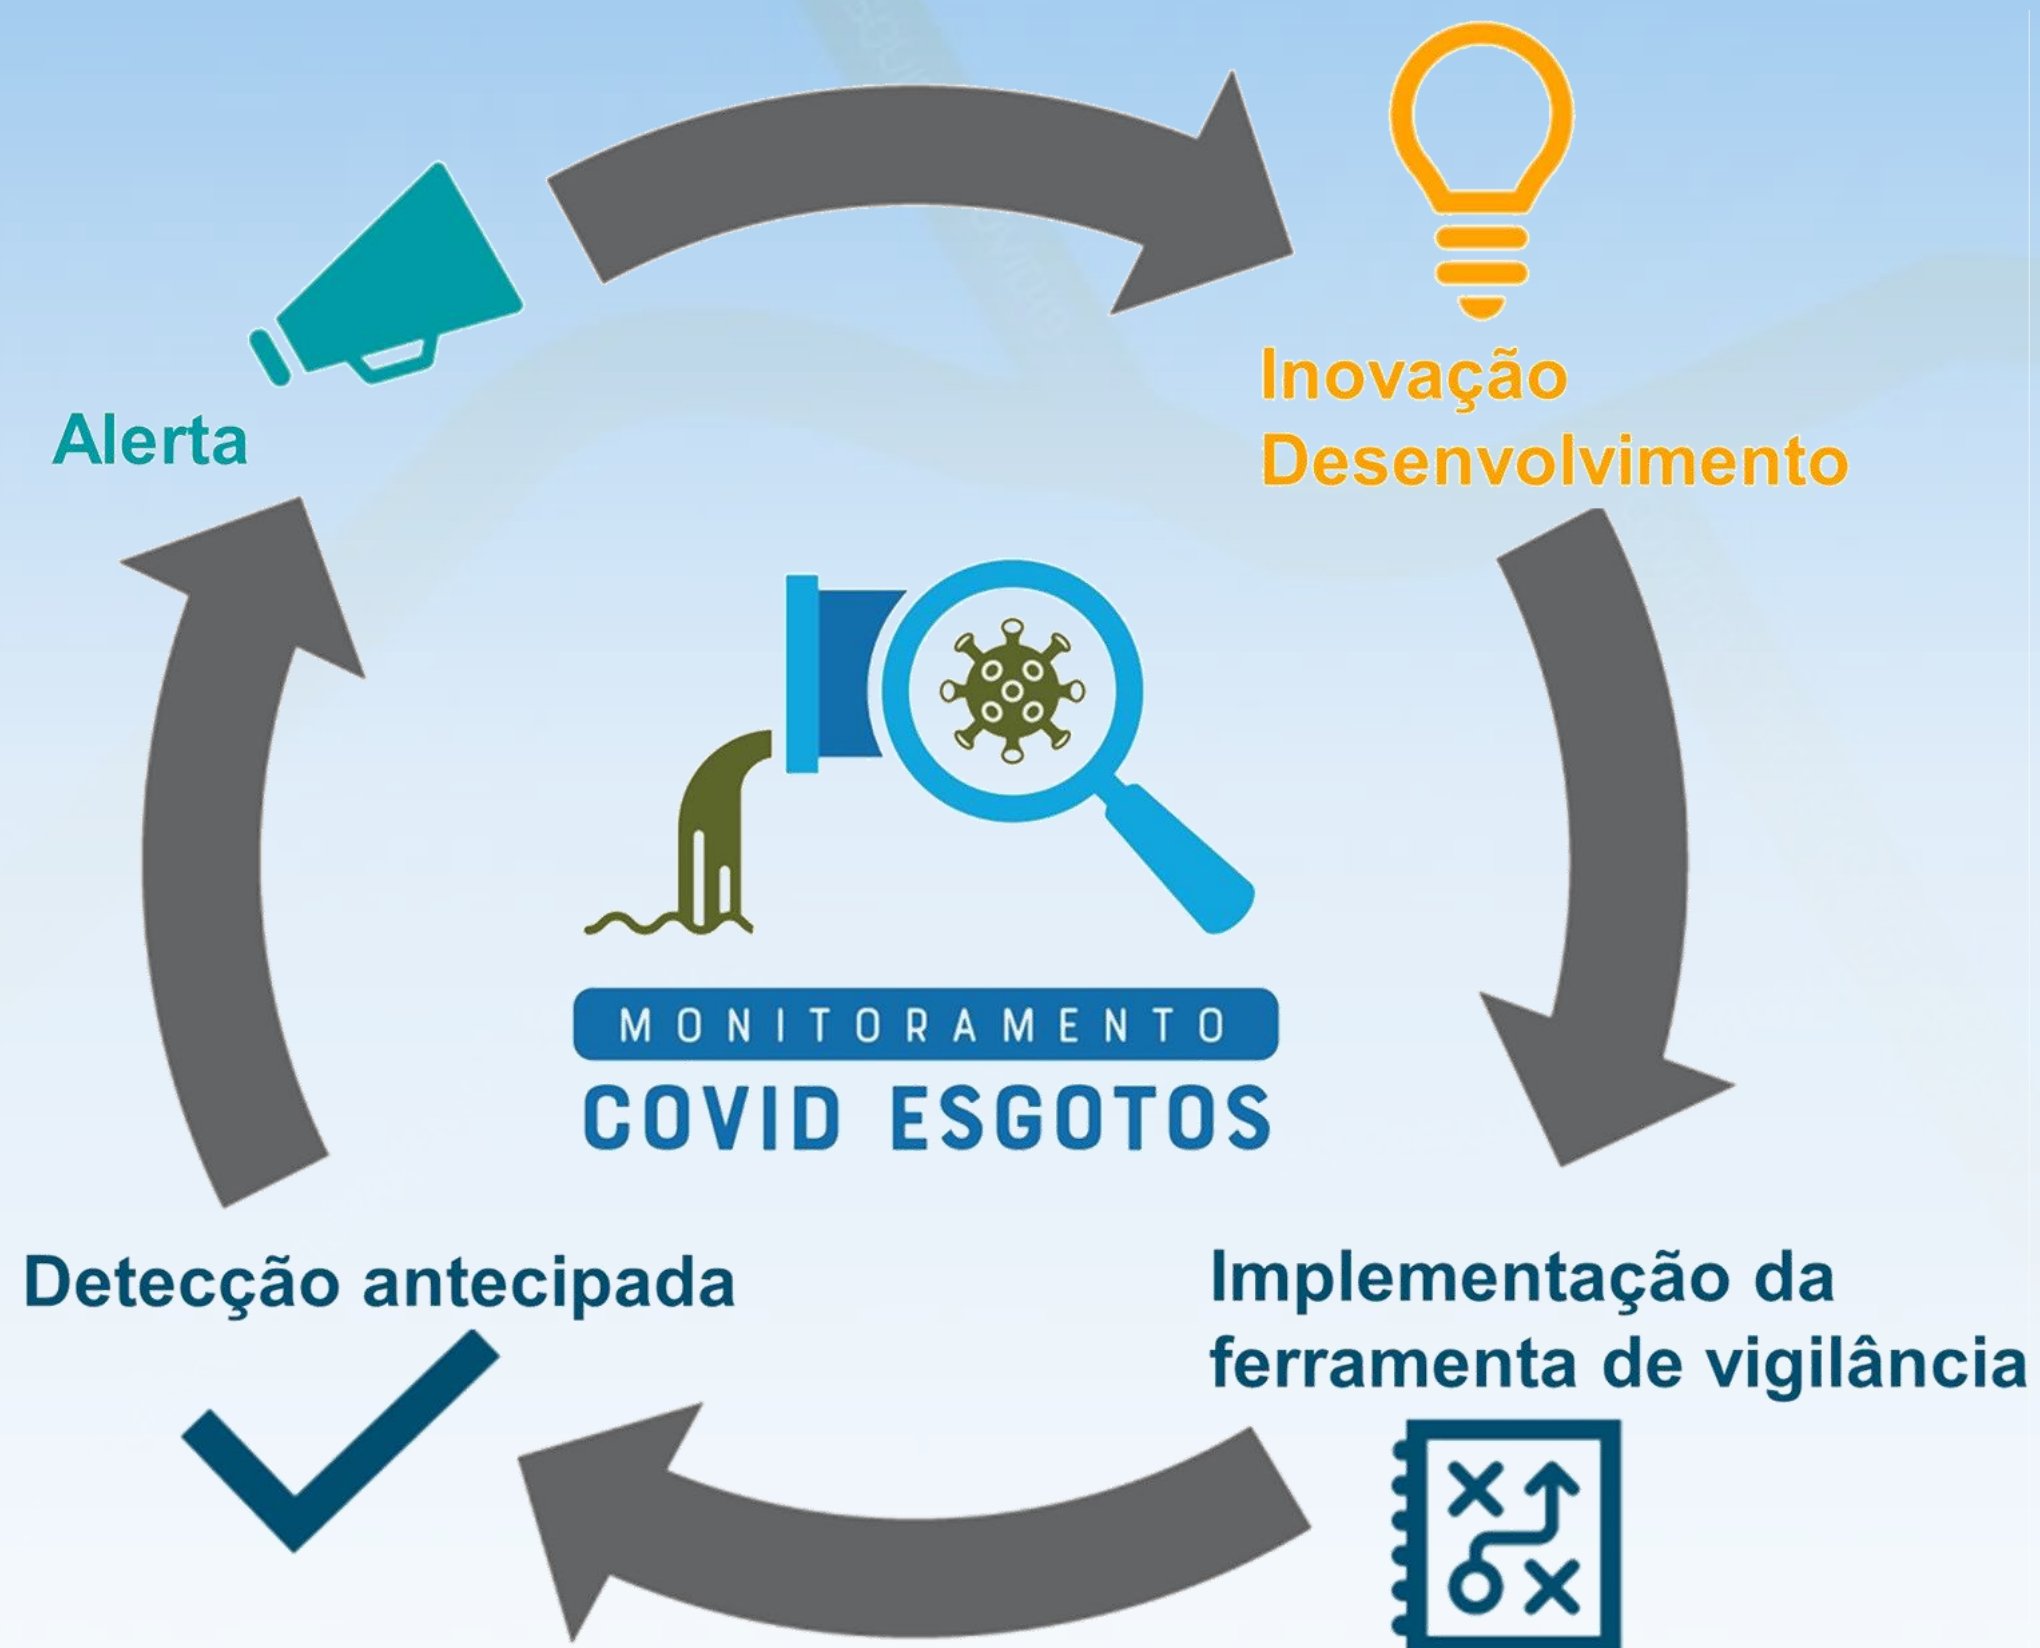 Alerta
Inovação
Desenvolvimento
MONITORAMENTO
COVID ESGOTOS
Detecção antecipada
Implementação da
ferramenta de vigilância